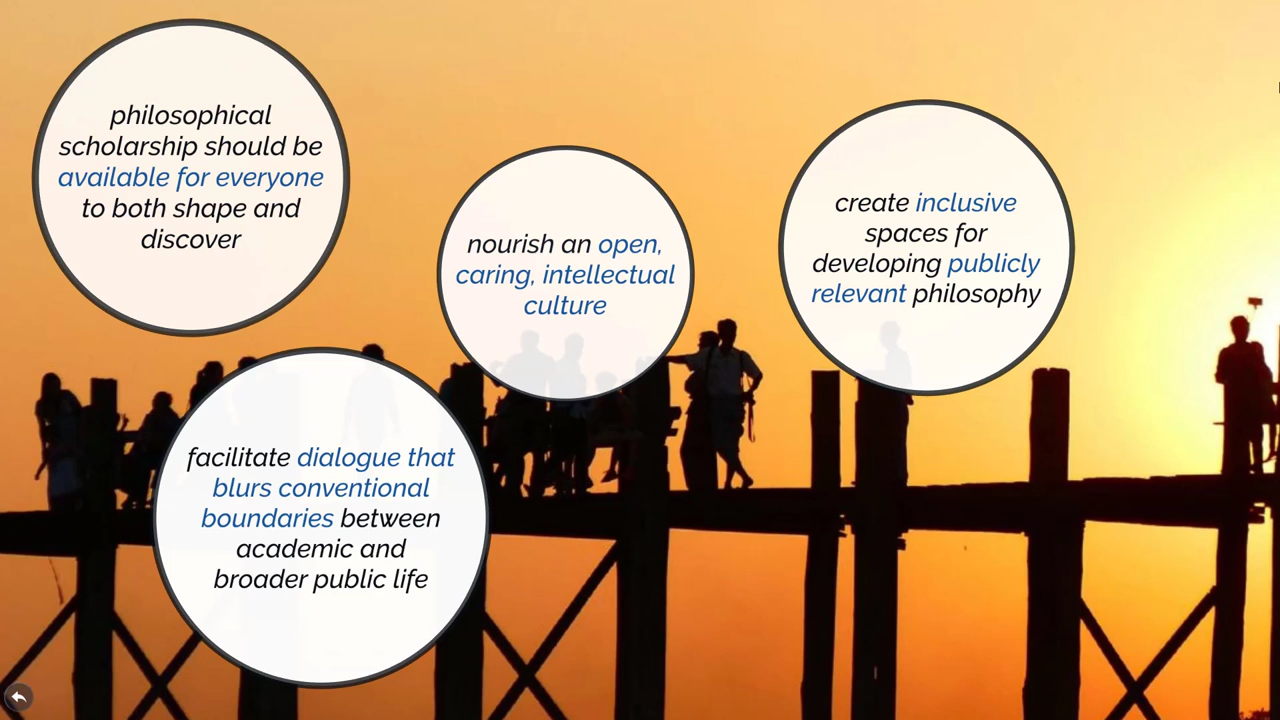 philosophical
scholarship should be
available for everyone
to both shape and
discover
nourish an open,
caring, intellectual
culture
create inclusive
spaces for
developing publicly
relevant philosophy
facilitate dialogue that
blurs conventional
boundaries between
academic and
broader public life